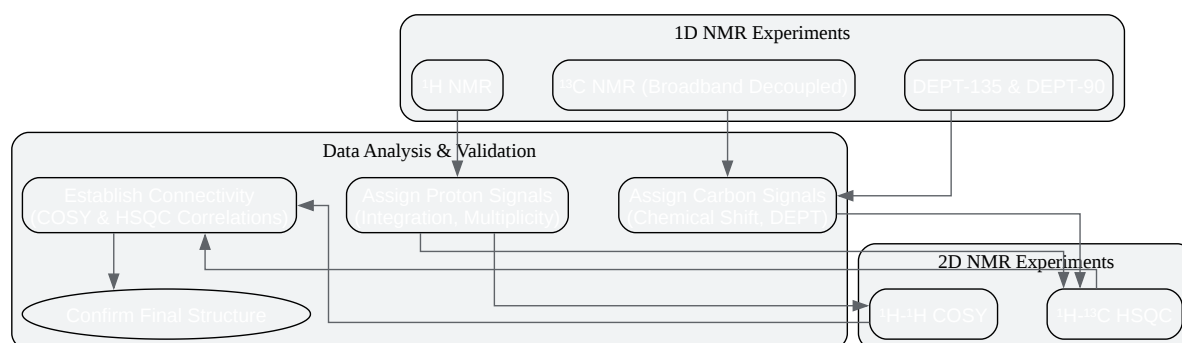 1D NMR Experiments
¹H NMR
¹³C NMR (Broadband Decoupled)
DEPT-135 & DEPT-90
Data Analysis & Validation
Establish Connectivity
(COSY & HSQC Correlations)
Assign Proton Signals
(Integration, Multiplicity)
Assign Carbon Signals
(Chemical Shift, DEPT)
2D NMR Experiments
Confirm Final Structure
¹H-¹H COSY
¹H-¹³C HSQC